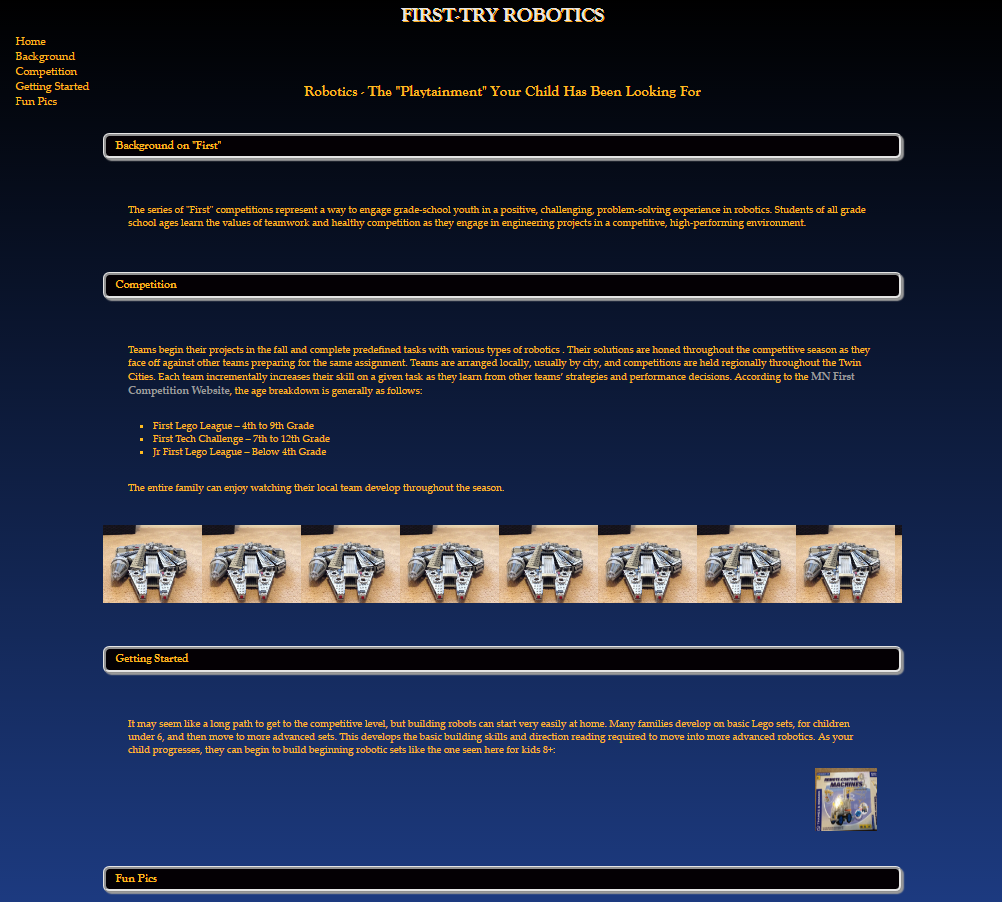 FIRST-TRY ROBOTICS
Home
Background
Competition
Getting Started
Fun Pics
Robotics - The "Playtainment" Your Child Has Been Looking For
Background on "First"
The series of "First" competitions represent a way to engage grade-school youth in a positive, challenging, problem-solving experience in robotics. Students of all grade
school ages learn the values of teamwork and healthy competition as they engage in engineering projects in a competitive, high-performing environment.
Competition
Teams begin their projects in the fall and complete predefined tasks with various types of robotics . Their solutions are honed throughout the competitive season as they
face off against other teams preparing for the same assignment. Teams are arranged locally, usually by city, and competitions are held regionally throughout the Twin
Cities. Each team incrementally increases their skill on a given task as they learn from other teams' strategies and performance decisions. According to the MN First
Competition Website, the age breakdown is generally as follows:
• First Lego League – 4th to 9th Grade
• First Tech Challenge – 7th to 12th Grade
• Jr First Lego League – Below 4th Grade
The entire family can enjoy watching their local team develop throughout the season.
Getting Started
It may seem like a long path to get to the competitive level, but building robots can start very easily at home. Many families develop on basic Lego sets, for children
under 6, and then move to more advanced sets. This develops the basic building skills and direction reading required to move into more advanced robotics. As your
child progresses, they can begin to build beginning robotic sets like the one seen here for kids 8+:
REMOTE-CONTROL
MACHINES
Fun Pics